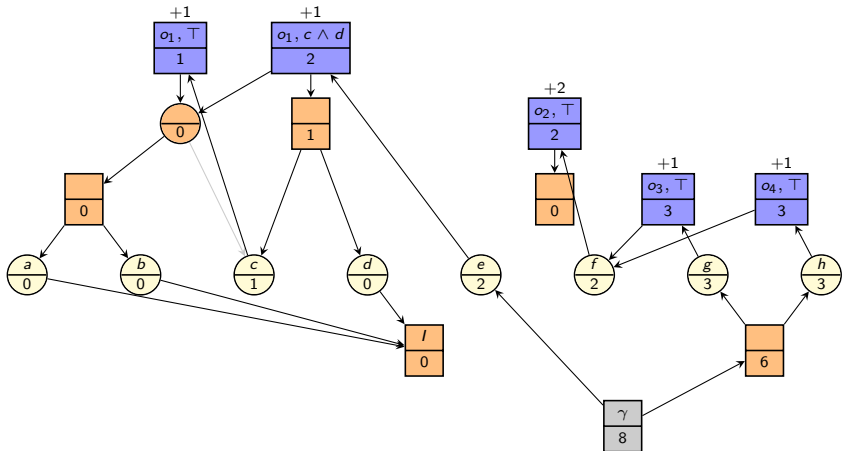 +1 +1
o₁, ⊤ o₁, c ∧ d
1 2
+2
o₂, ⊤
0 1 2
+1 +1
o₃, ⊤ o₄, ⊤
0 0 3 3
a b c d e f g h
0 0 1 0 2 2 3 3
I
0 6
γ
8